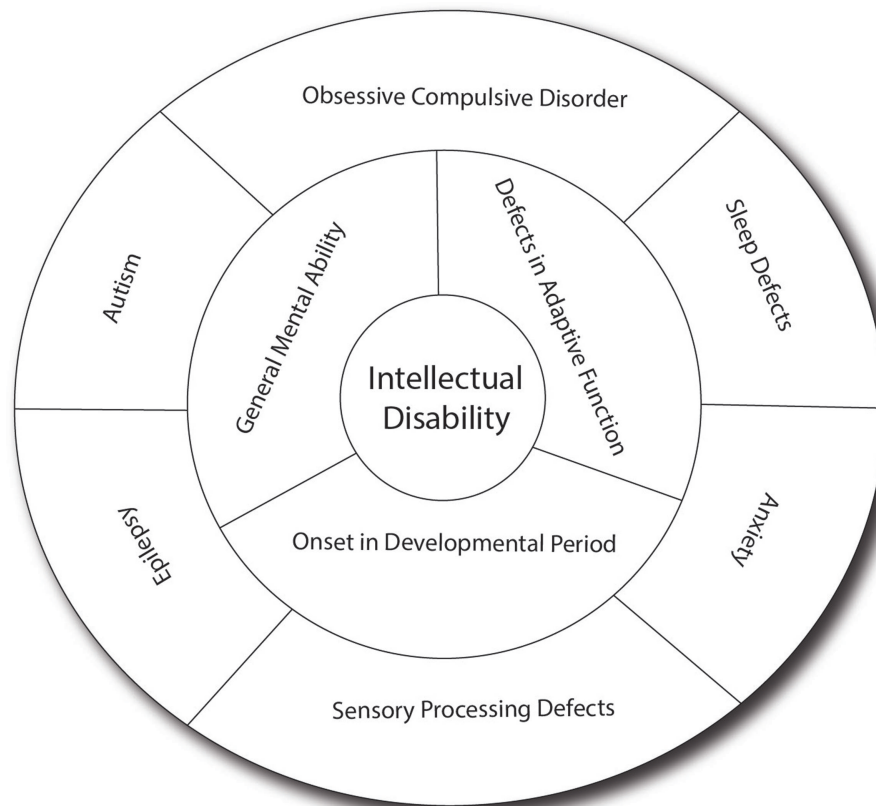 Obsessive Compulsive Disorder
Autism
General Mental Ability
Defects in Adaptive Function
Sleep Defects
Intellectual
Disability
Epilepsy
Onset in Developmental Period
Anxiety
Sensory Processing Defects